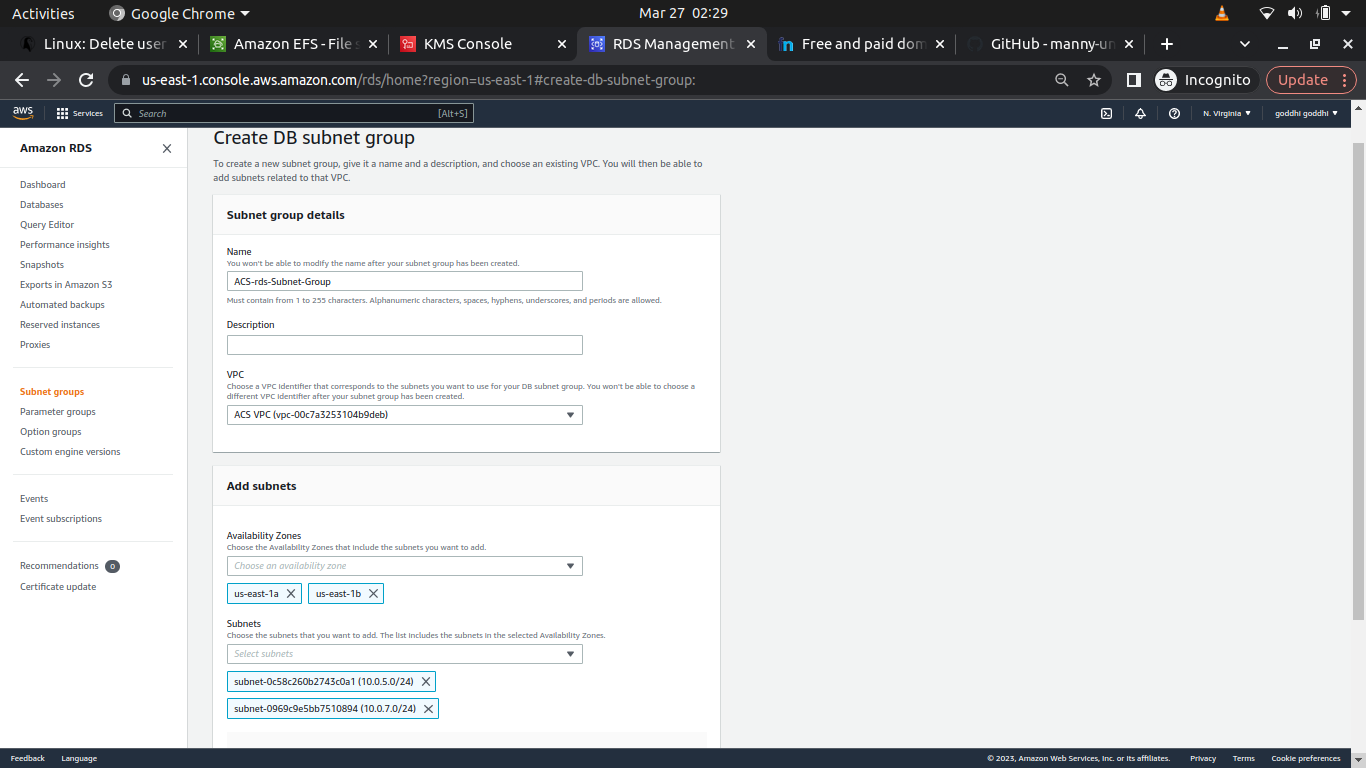 Activities
Google Chrome
Mar 27 02:29
Linux: Delete user
Amazon EFS - File s
KMS Console
RDS Management
Free and paid dom
GitHub - manny-un
us-east-1.console.aws.amazon.com/rds/home?region=us-east-1#create-db-subnet-group:
Incognito
Update
aws
Services
Search
[Alt+S]
N. Virginia
goddhi goddhi
Amazon RDS
Dashboard
Databases
Query Editor
Performance insights
Snapshots
Exports in Amazon S3
Automated backups
Reserved instances
Proxies
Subnet groups
Parameter groups
Option groups
Custom engine versions
Events
Event subscriptions
Recommendations 0
Certificate update
Create DB subnet group
To create a new subnet group, give it a name and a description, and choose an existing VPC. You will then be able to
add subnets related to that VPC.
Subnet group details
Name
You won't be able to modify the name after your subnet group has been created.
ACS-rds-Subnet-Group
Must contain from 1 to 255 characters. Alphanumeric characters, spaces, hyphens, underscores, and periods are allowed.
Description
VPC
Choose a VPC identifier that corresponds to the subnets you want to use for your DB subnet group. You won't be able to choose a
different VPC identifier after your subnet group has been created.
ACS VPC (vpc-00c7a3253104b9deb)
Add subnets
Availability Zones
Choose the Availability Zones that include the subnets you want to add.
Choose an availability zone
us-east-1a
us-east-1b
Subnets
Choose the subnets that you want to add. The list includes the subnets in the selected Availability Zones.
Select subnets
subnet-0c58c260b2743c0a1 (10.0.5.0/24)
subnet-0969c9e5bb7510894 (10.0.7.0/24)
Feedback
Language
© 2023, Amazon Web Services, Inc. or its affiliates.
Privacy
Terms
Cookie preferences